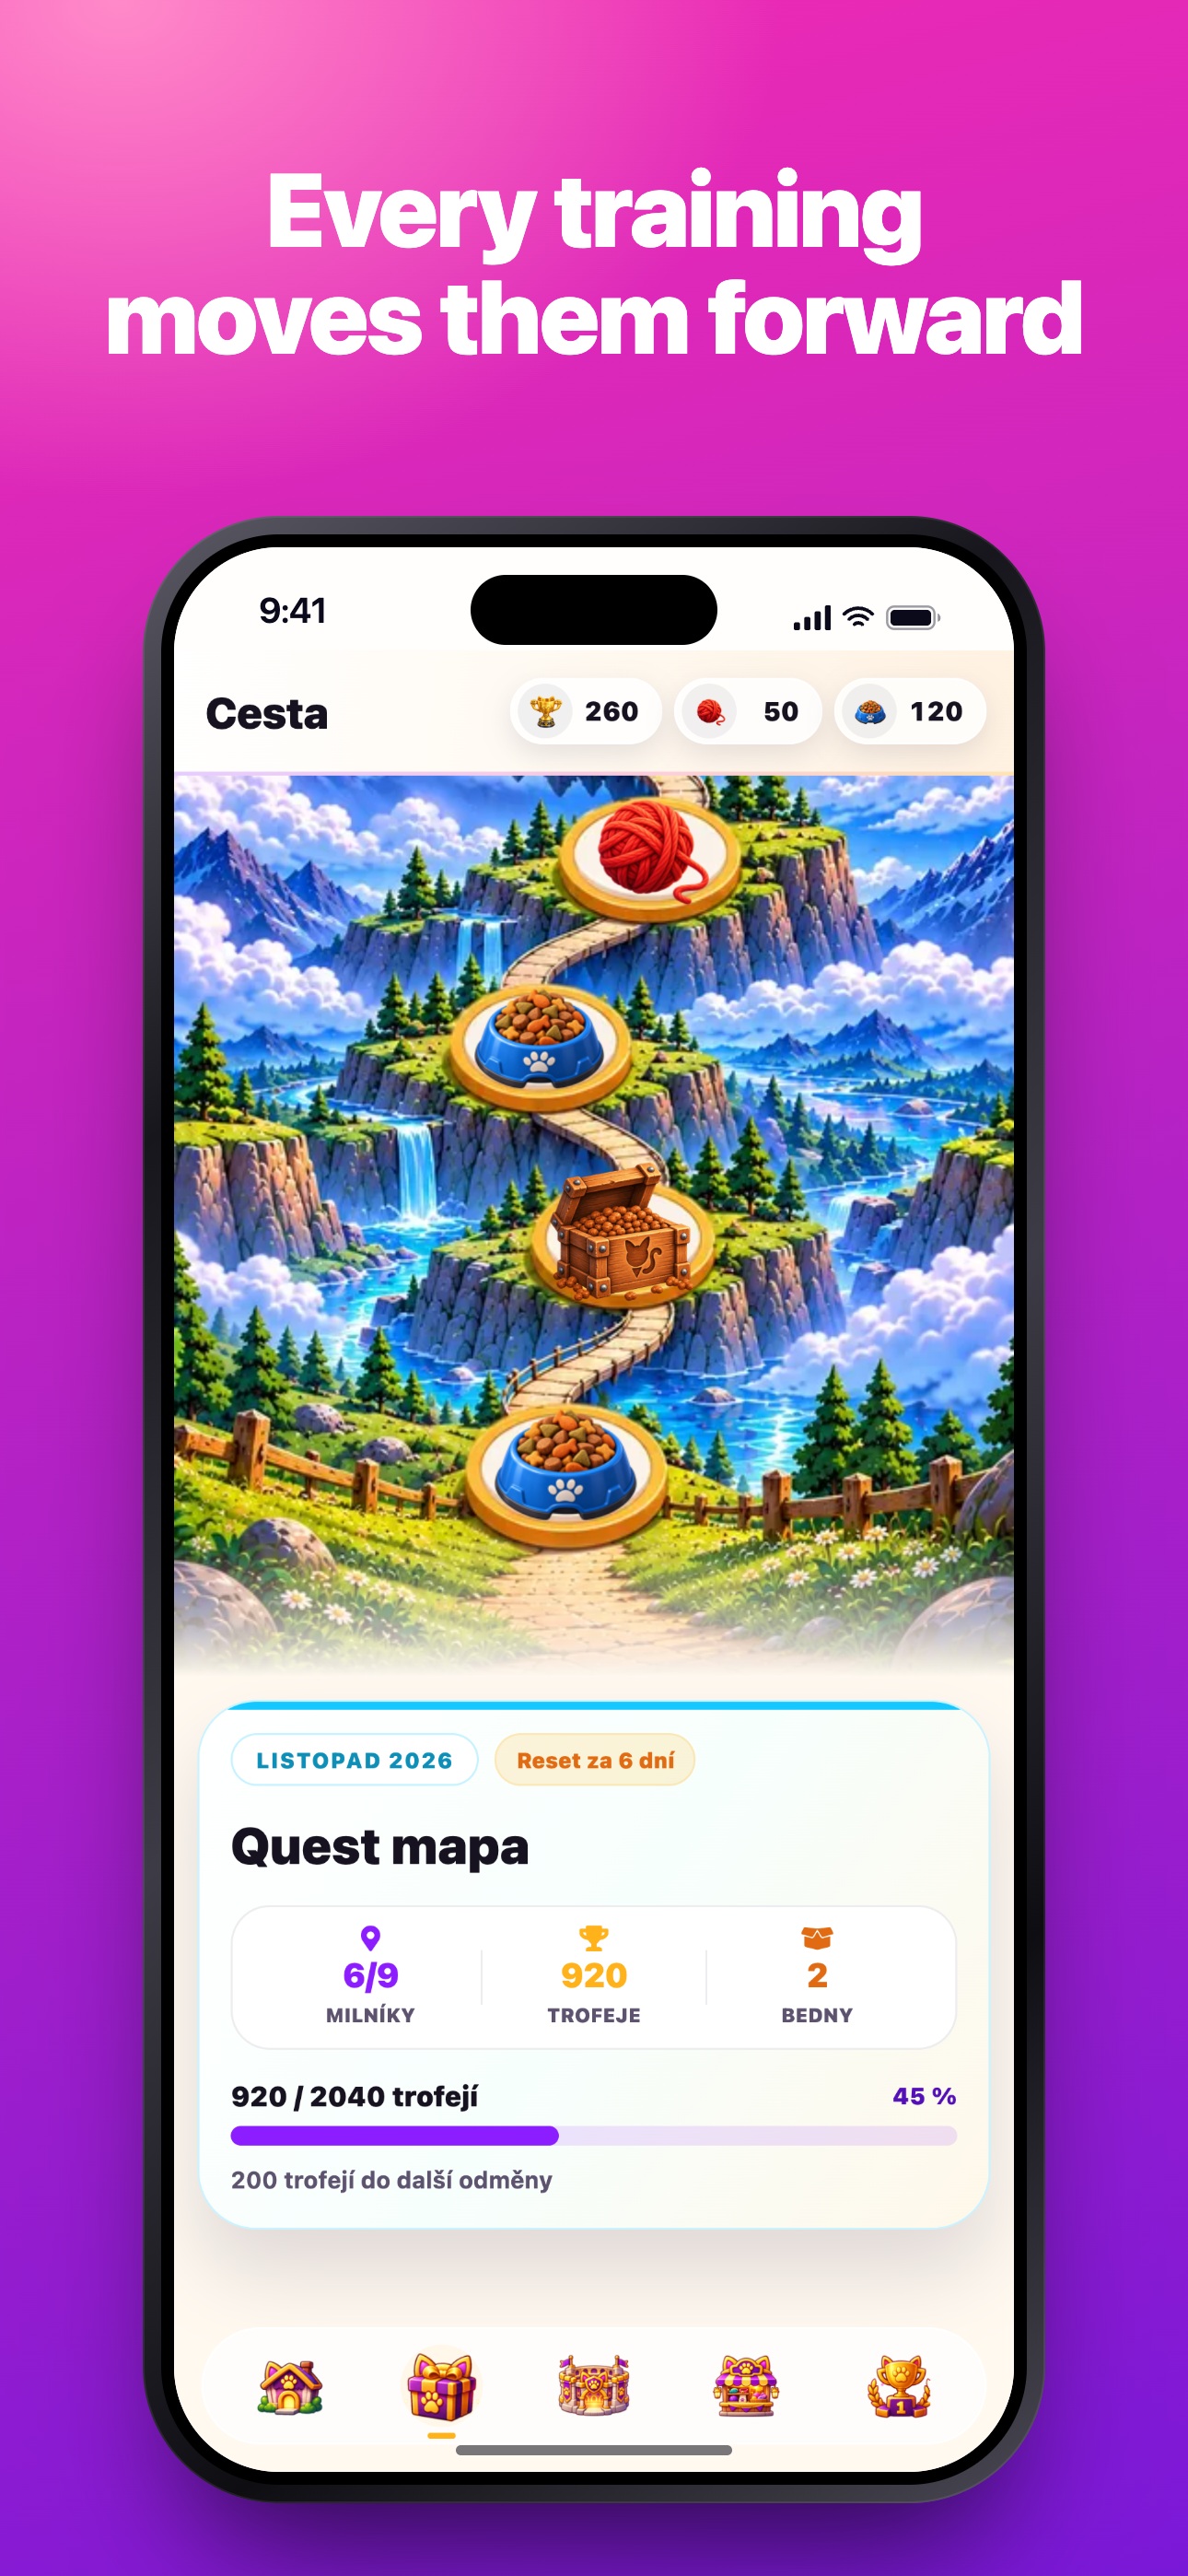 Every training
moves them forward
9:41
Cesta
260
50
120
LISTOPAD 2026
Reset za 6 dní
Quest mapa
6/9
920
2
MILNÍKY
TROFEJE
BEDNY
920 / 2040 trofejí
45 %
200 trofejí do další odměny
1